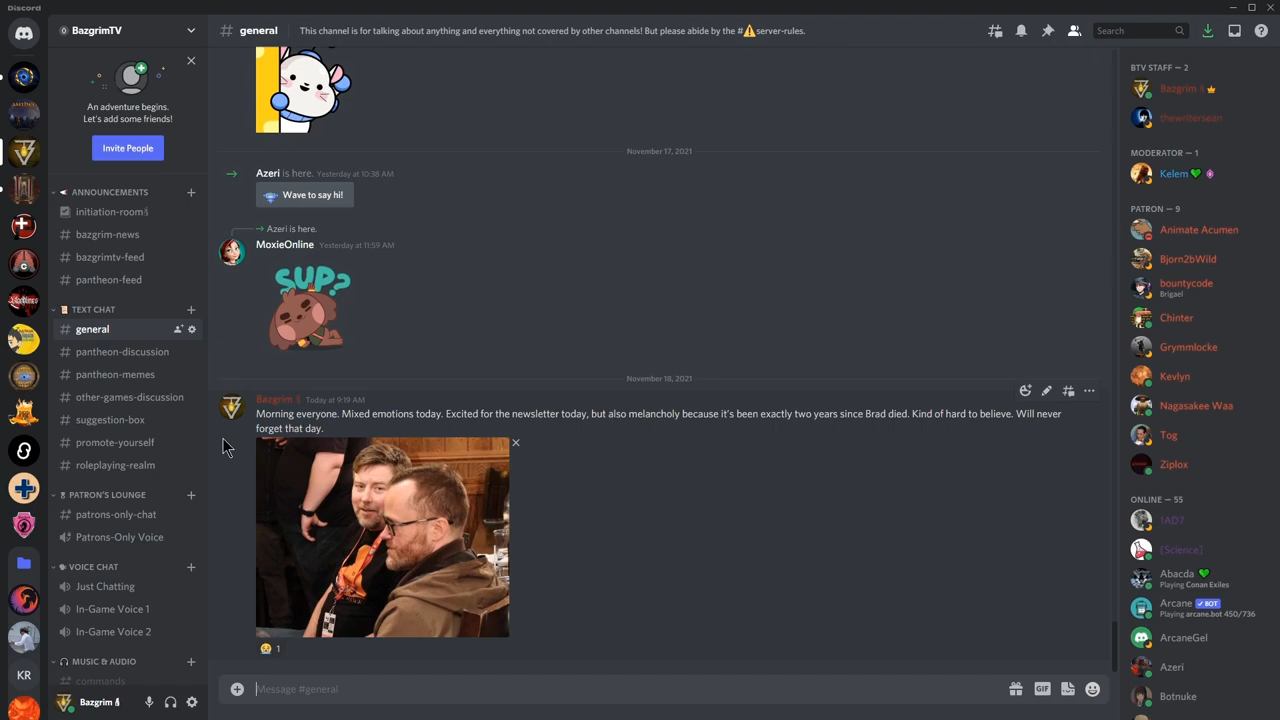 Discord
BazgrimTV
An adventure begins.
Let's add some friends!
Invite People
ANNOUNCEMENTS
initiation-room
bazgrim-news
bazgrimtv-feed
pantheon-feed
TEXT CHAT
general
pantheon-discussion
pantheon-memes
other-games-discussion
suggestion-box
promote-yourself
roleplaying-realm
PATRON'S LOUNGE
patrons-only-chat
Patrons-Only Voice
VOICE CHAT
Just Chatting
In-Game Voice 1
In-Game Voice 2
MUSIC & AUDIO
commands
KR
Bazgrim
# general
This channel is for talking about anything and everything not covered by other channels! But please abide by the #⚠️server-rules.
Search
November 17, 2021
Azeri is here. Yesterday at 10:38 AM
Wave to say hi!
Azeri is here.
MoxieOnline Yesterday at 11:59 AM
SUP?
November 18, 2021
Bazgrim Today at 9:19 AM
Morning everyone. Mixed emotions today. Excited for the newsletter today, but also melancholy because it's been exactly two years since Brad died. Kind of hard to believe. Will never
forget that day.
1
Message #general
GIF
BTV STAFF — 2
Bazgrim
thewritersean
MODERATOR — 1
Kelem
PATRON — 9
Animate Acumen
Bjorn2bWild
bountycode
Brigael
Chinter
Grymmlocke
Kevlyn
Nagasakee Waa
Tog
Ziplox
ONLINE — 55
1AD7
[Science]
Abacda
Playing Conan Exiles
Arcane ✓ BOT
Playing arcane.bot 450/736
ArcaneGel
Azeri
Botnuke